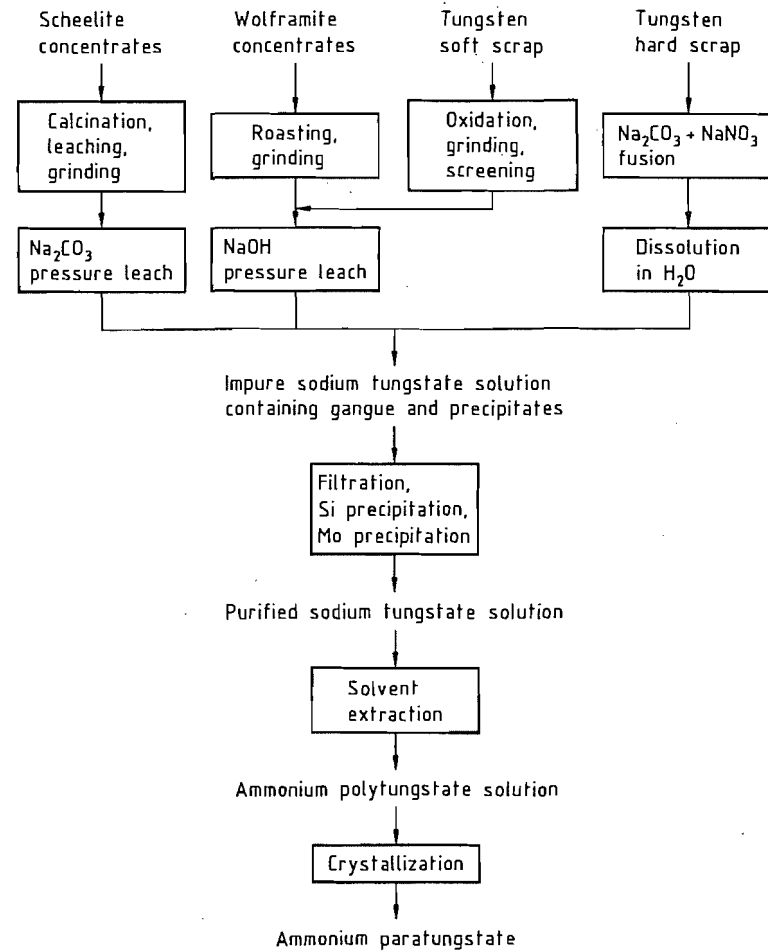 Scheelite
concentrates
Wolframite
concentrates
Tungsten
soft scrap
Tungsten
hard scrap
Calcination,
leaching,
grinding
Roasting,
grinding
Oxidation,
grinding,
screening
Na₂CO₃ + NaNO₃
fusion
Na₂CO₃
pressure leach
NaOH
pressure leach
Dissolution
in H₂O
Impure sodium tungstate solution
containing gangue and precipitates
Filtration,
Si precipitation,
Mo precipitation
Purified sodium tungstate solution
Solvent
extraction
Ammonium polytungstate solution
Crystallization
Ammonium paratungstate